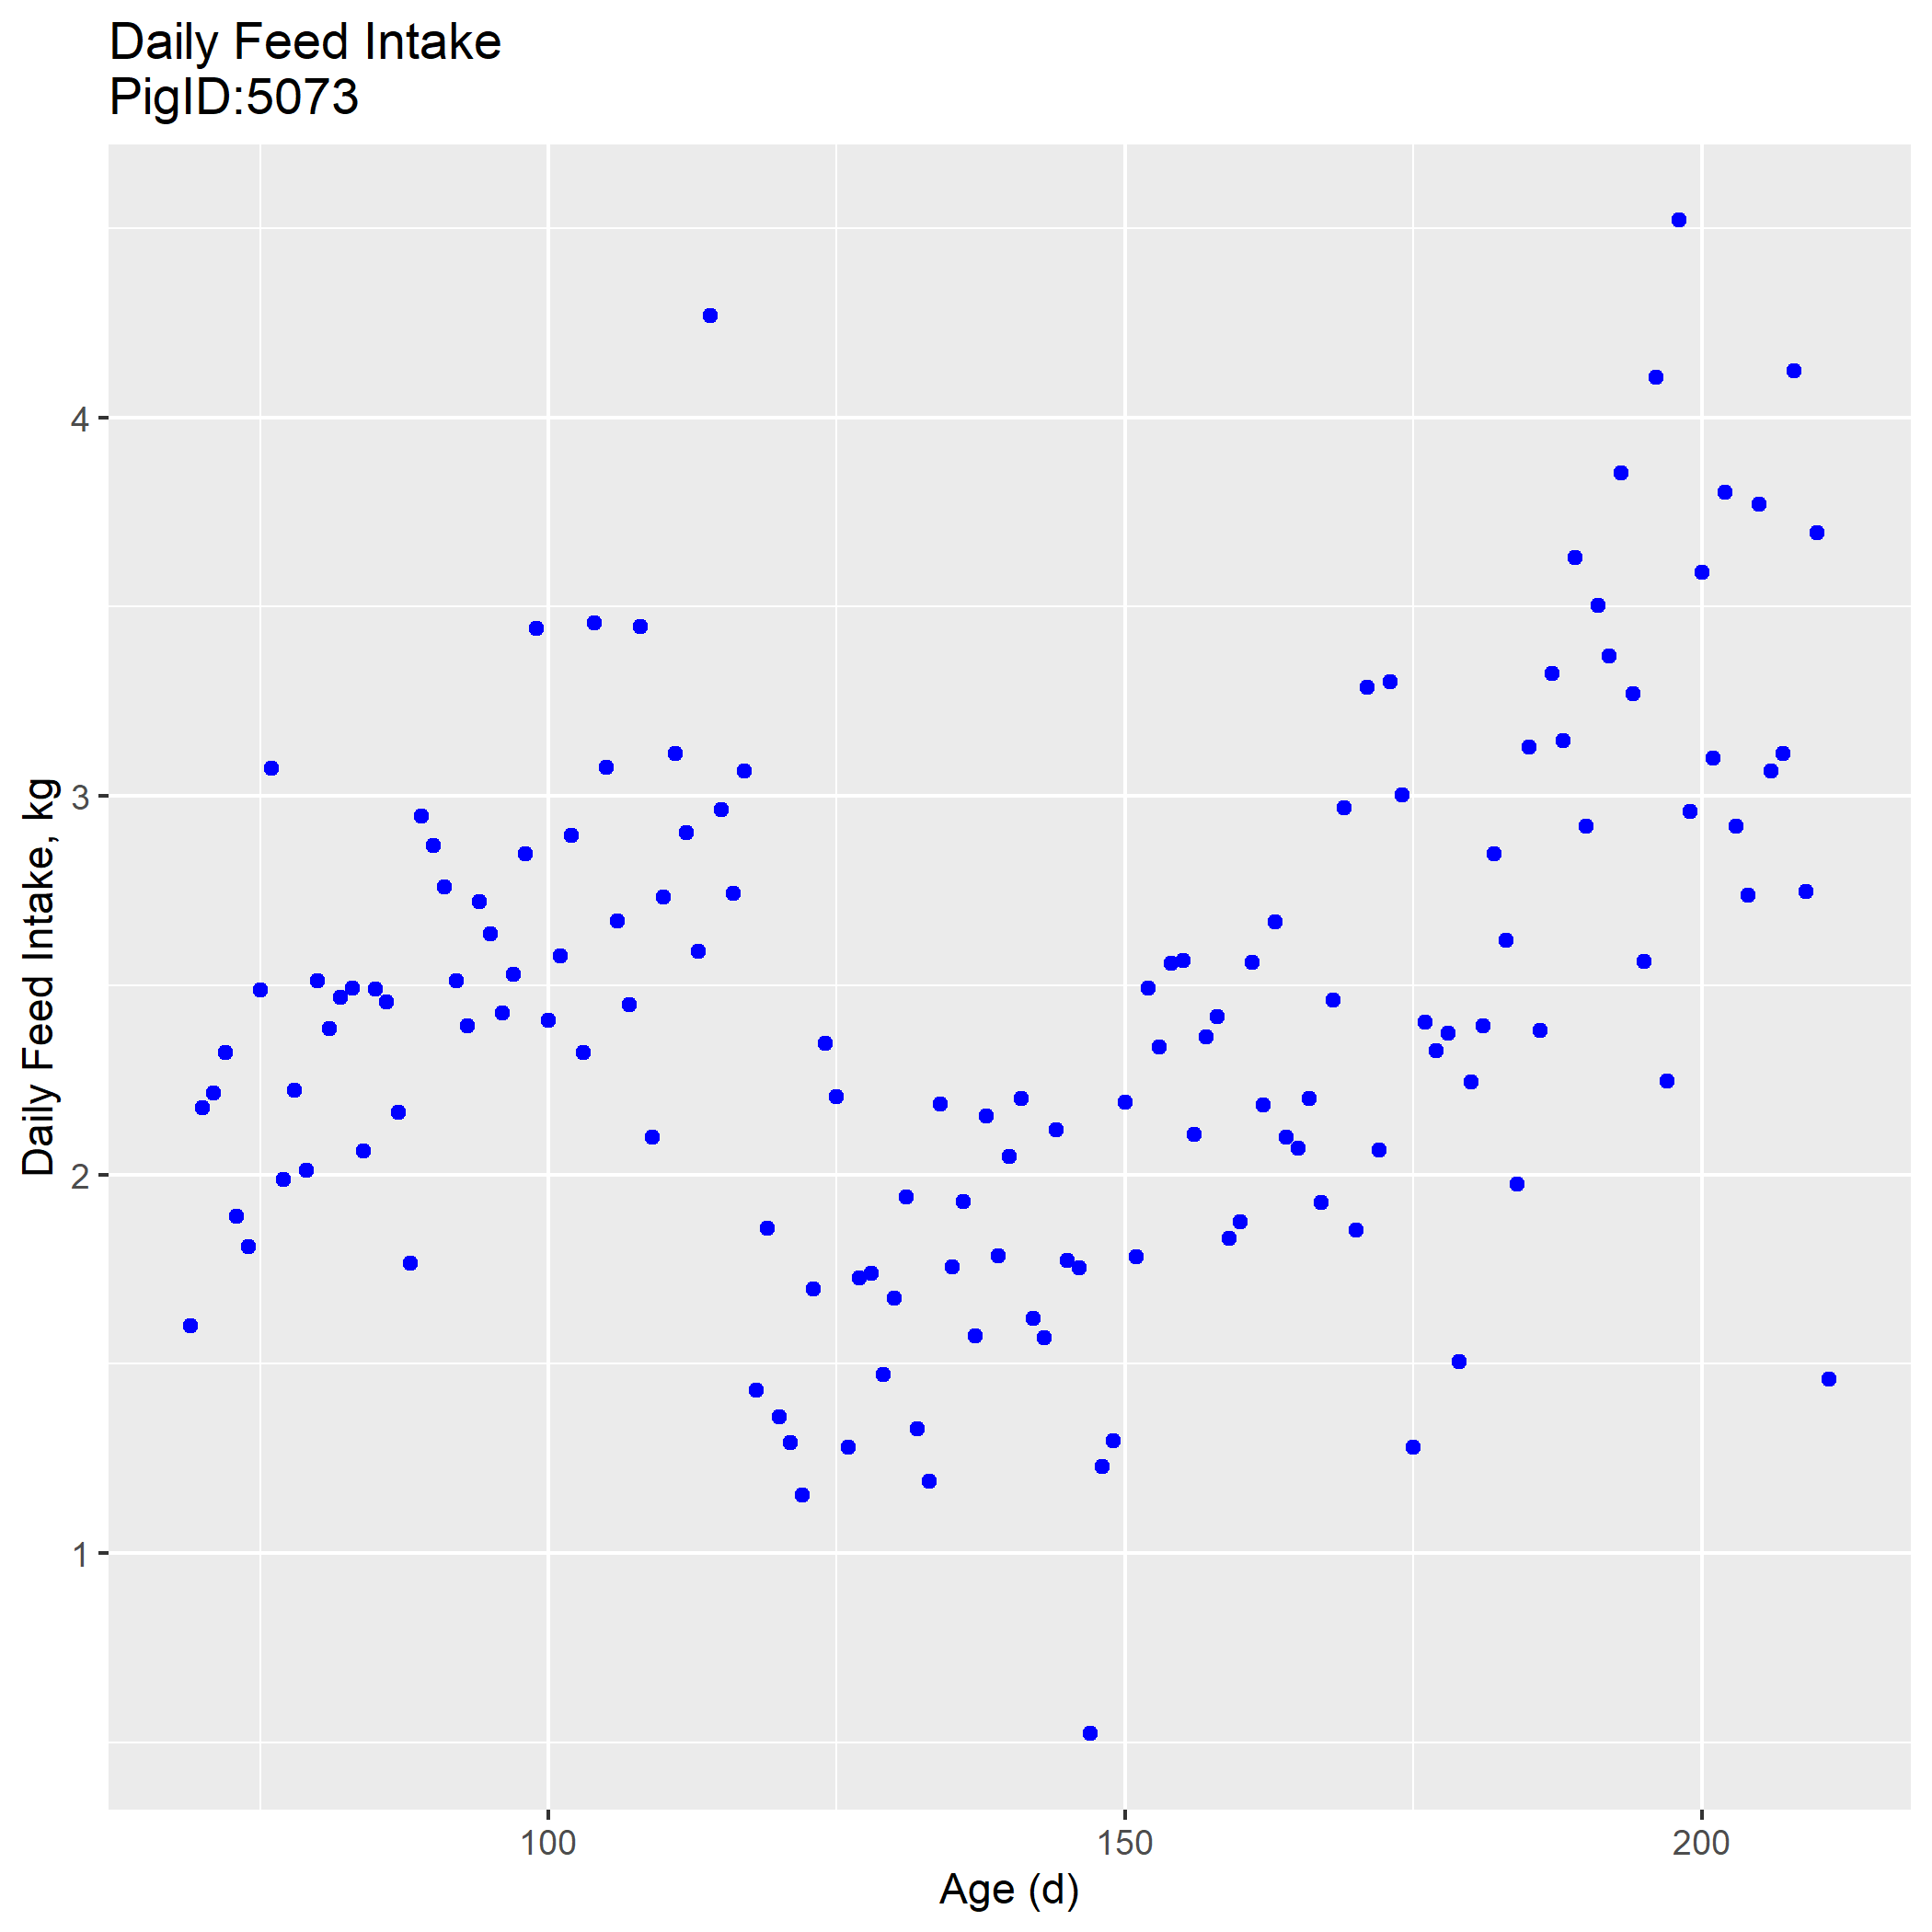 Daily Feed Intake
PigID:5073
Daily Feed Intake, kg
4
3
2
1
100 150 200
Age (d)